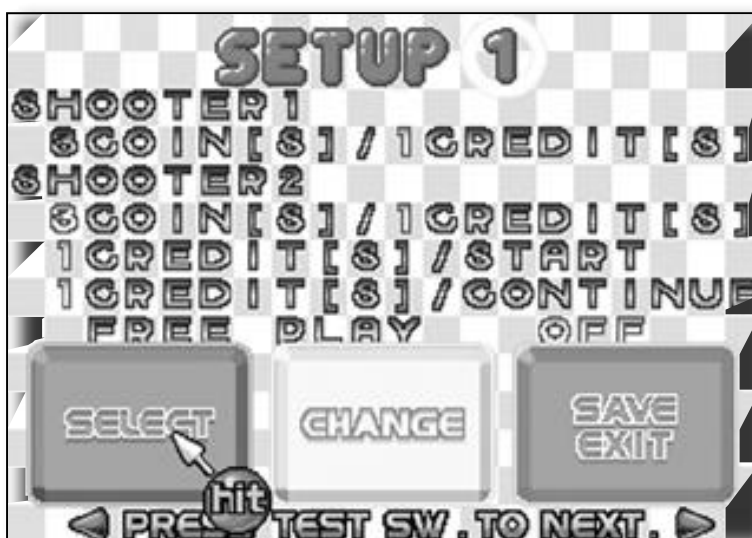 SETUP 1
SHOOTER1
3COIN[S]/1CREDIT[S]
SHOOTER2
3COIN[S]/1CREDIT[S]
1CREDIT[S]/START
1CREDIT[S]/CONTINUE
FREE PLAY OFF
SELECT
CHANGE
SAVE
EXIT
hit
TEST SW. TO NEXT.